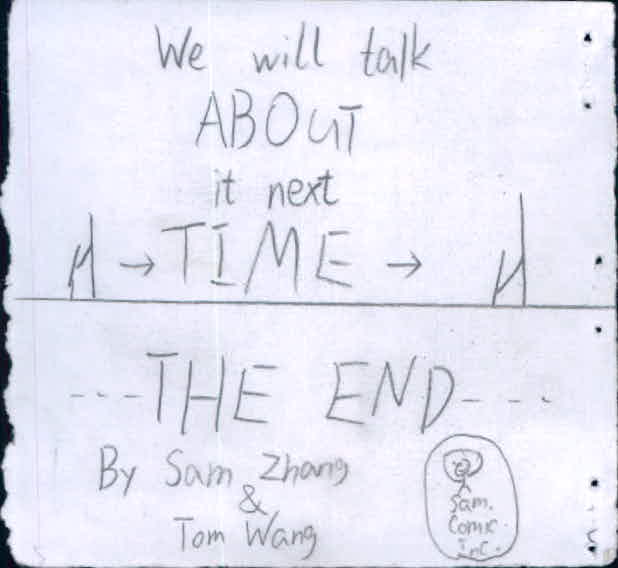 We will talk
ABOUT
it next
→ TIME →
---THE END----
By Sam Zhang
&
Tom Wang
Sam.
Comic
Inc.